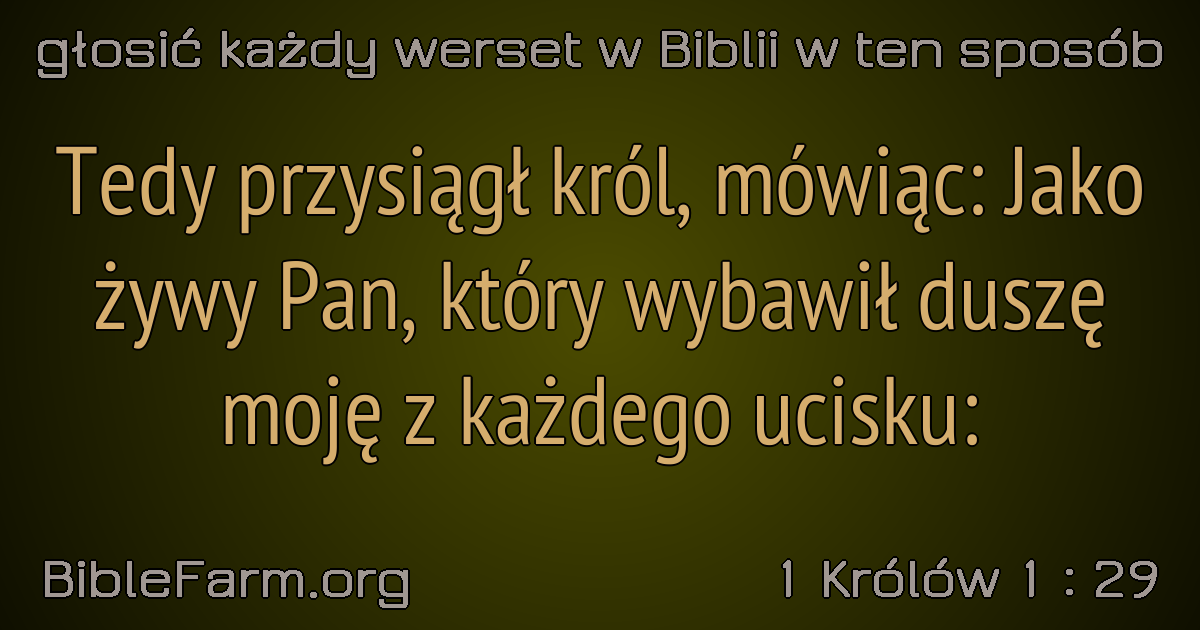 głosić każdy werset w Biblii w ten sposób
Tedy przysiągł król, mówiąc: Jako
żywy Pan, który wybawił duszę
moję z każdego ucisku:
BibleFarm.org
1 Królów 1 : 29